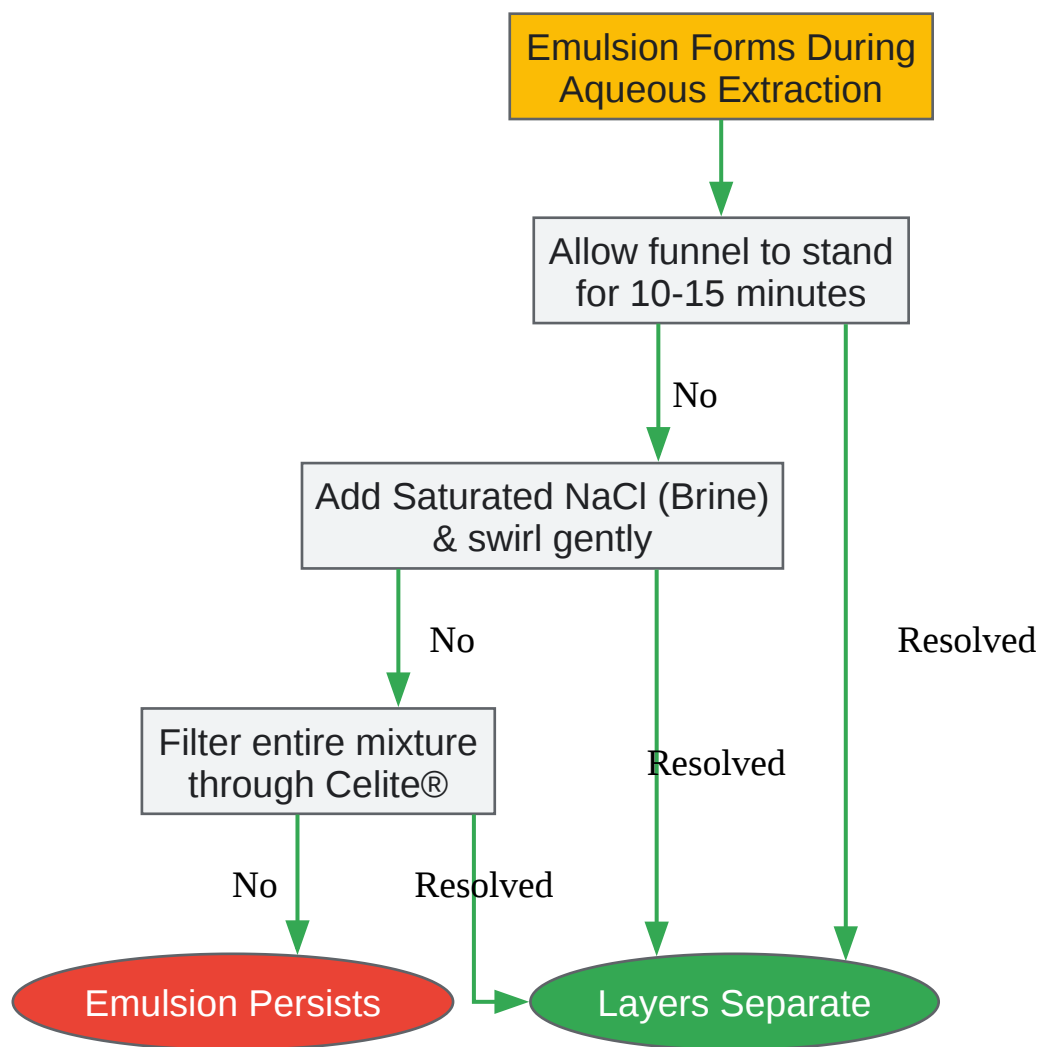 Emulsion Forms During
Aqueous Extraction
Allow funnel to stand
for 10-15 minutes
No
Add Saturated NaCl (Brine)
& swirl gently
No
Resolved
Filter entire mixture
through Celite®
Resolved
No
Resolved
Emulsion Persists
Layers Separate